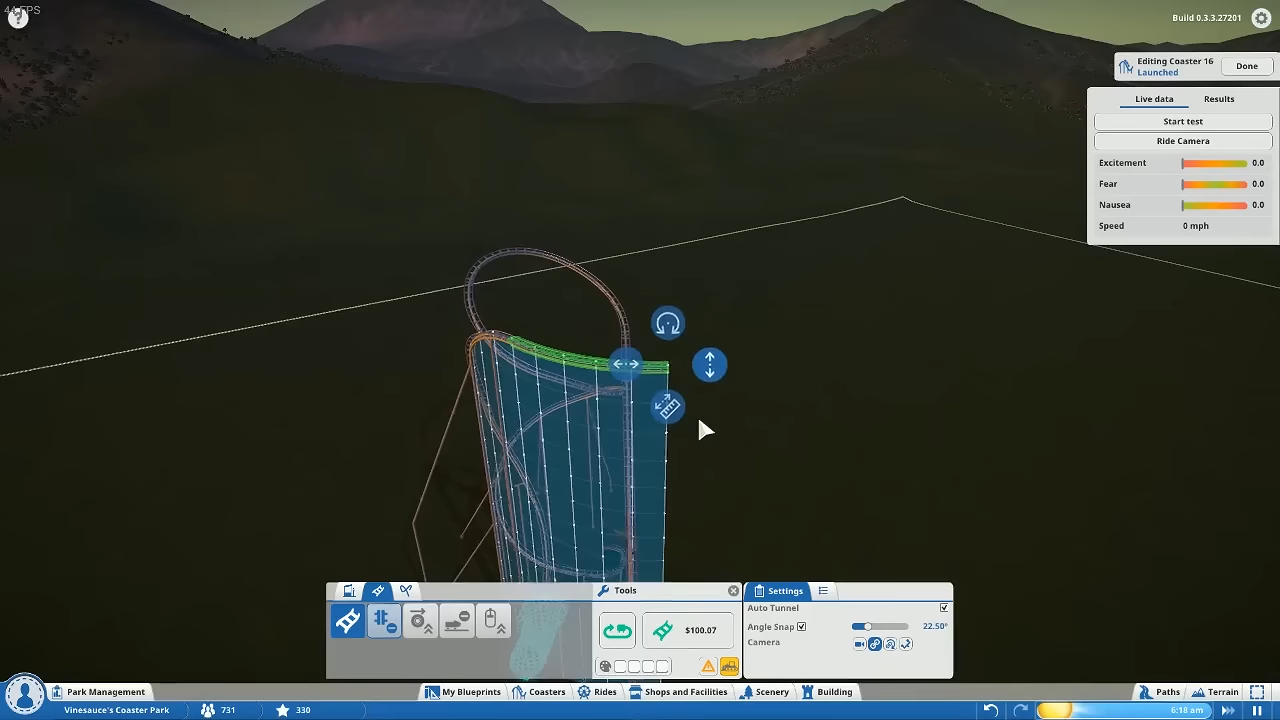 44 FPS
?
Build 0.3.3.27201
Editing Coaster 16
Launched
Done
Live data
Results
Start test
Ride Camera
Excitement
0.0
Fear
0.0
Nausea
0.0
Speed
0 mph
Tools
Settings
$100.07
Auto Tunnel
Angle Snap
22.50°
Camera
Park Management
My Blueprints
Coasters
Rides
Shops and Facilities
Scenery
Building
Paths
Terrain
Vinesauce's Coaster Park
731
330
6:18 am